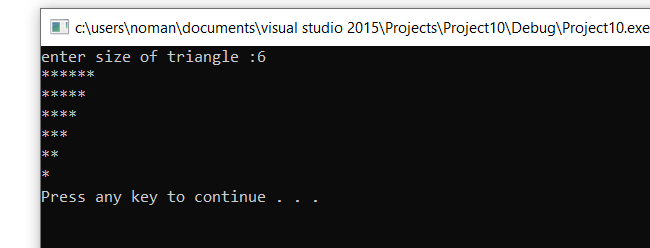 c:\users\noman\documents\visual studio 2015\Projects\Project10\Debug\Project10.exe
enter size of triangle :6
******
*****
****
***
**
*
Press any key to continue . . .